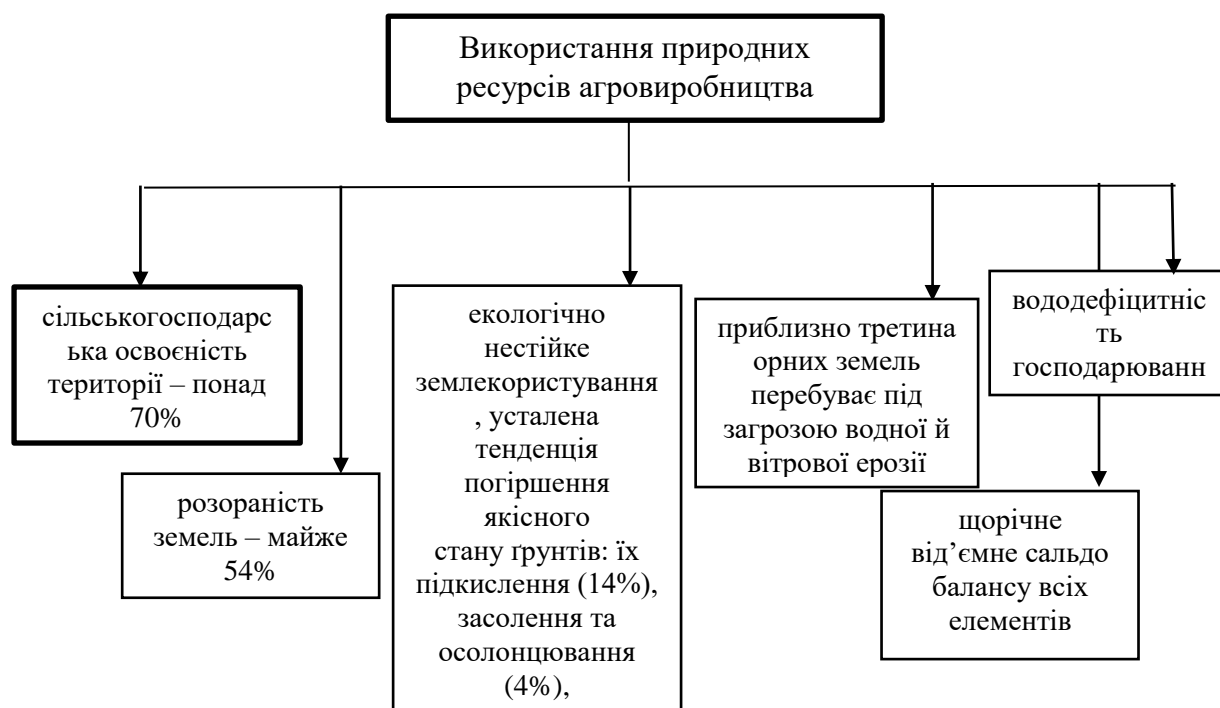 Використання природних
ресурсів агровиробництва
сільськогосподарс
ька освоєність
території – понад
70%
розораність
земель – майже
54%
екологічно
нестійке
землекористування
, усталена
тенденція
погіршення
якісного
стану ґрунтів: їх
підкислення (14%),
засолення та
осолонцювання
(4%),
приблизно третина
орних земель
перебуває під
загрозою водної й
вітрової ерозії
вододефіцитніс
ть
господарюванн
щорічне
від’ємне сальдо
балансу всіх
елементів